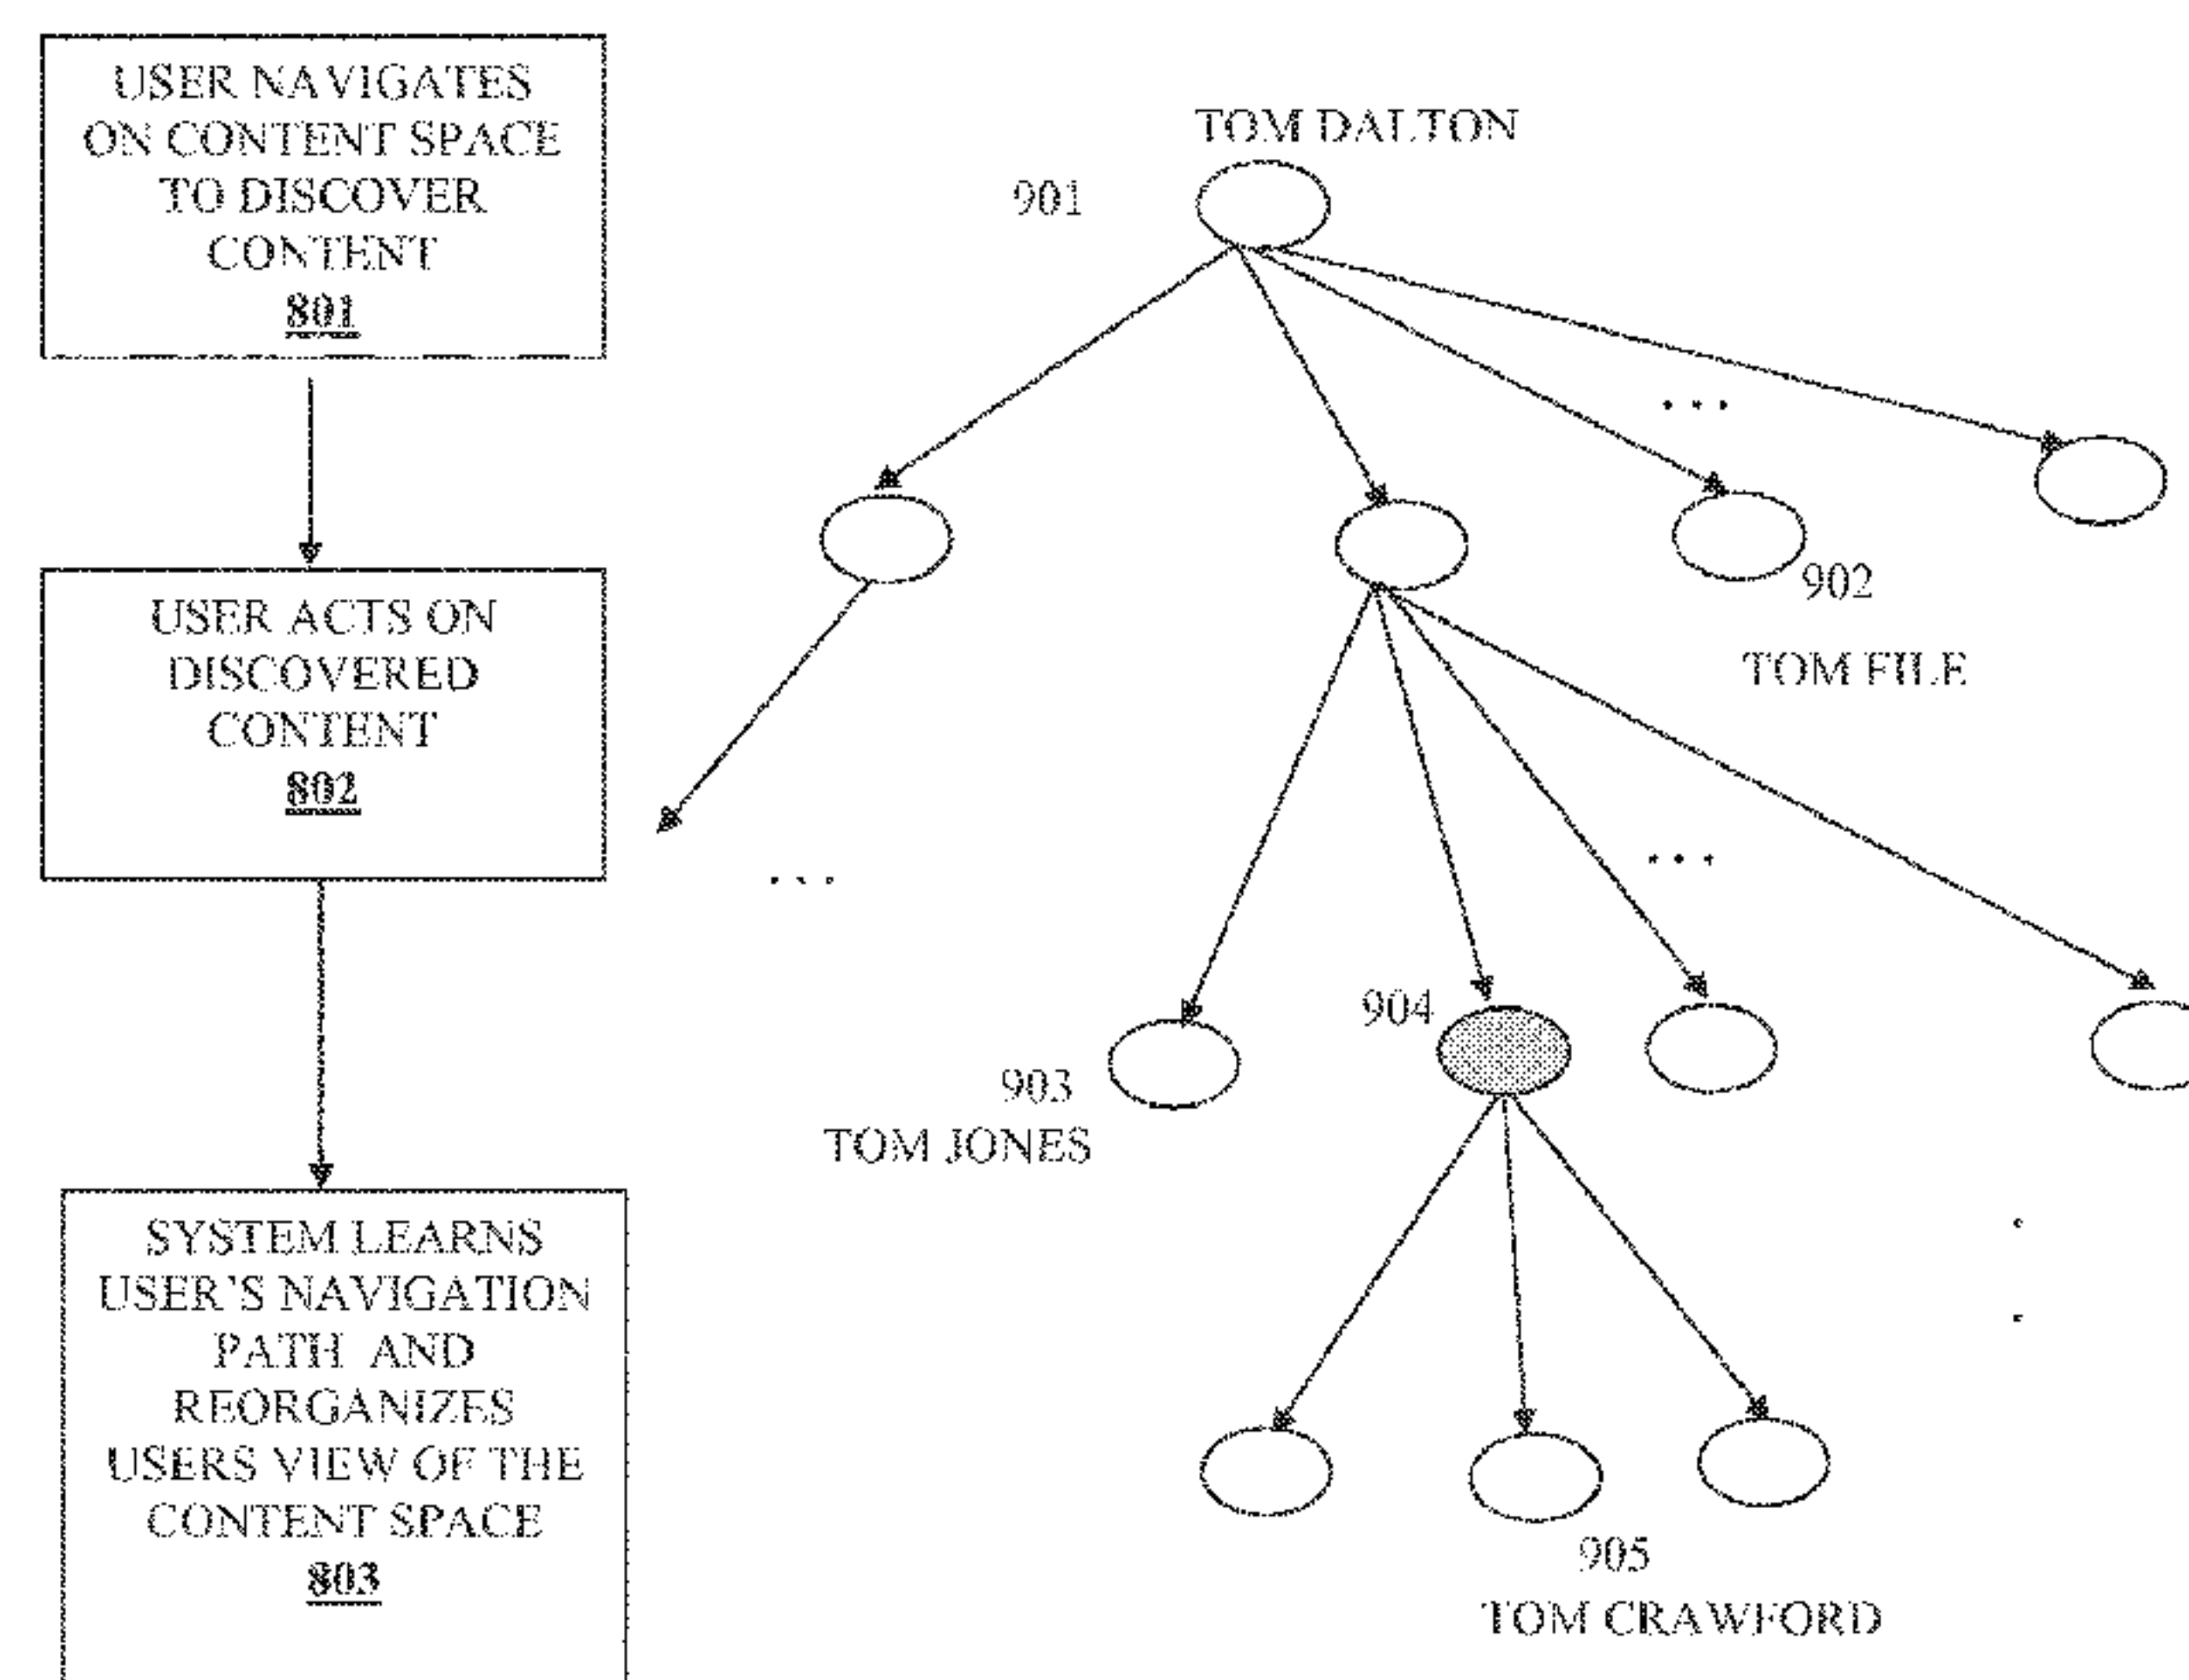 USER NAVIGATES
ON CONTENT SPACE
TO DISCOVER
CONTENT
801
USER ACTS ON
DISCOVERED
CONTENT
802
SYSTEM LEARNS
USER'S NAVIGATION
PATH AND
REORGANIZES
USERS VIEW OF THE
CONTENT SPACE
803
TOM DALTON
901
...
902
TOM FILE
...
...
904
903
TOM JONES
905
TOM CRAWFORD